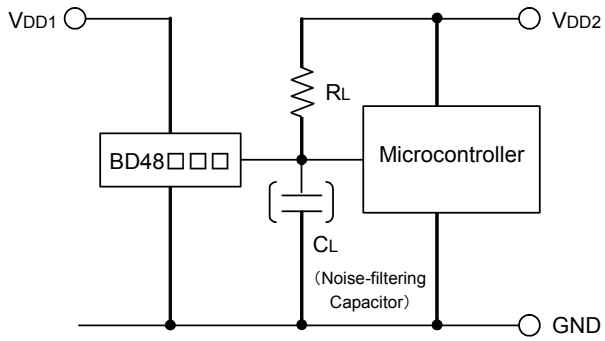 VDD1
VDD2
RL
BD48□□□
Microcontroller
CL
（Noise-filtering
Capacitor）
GND